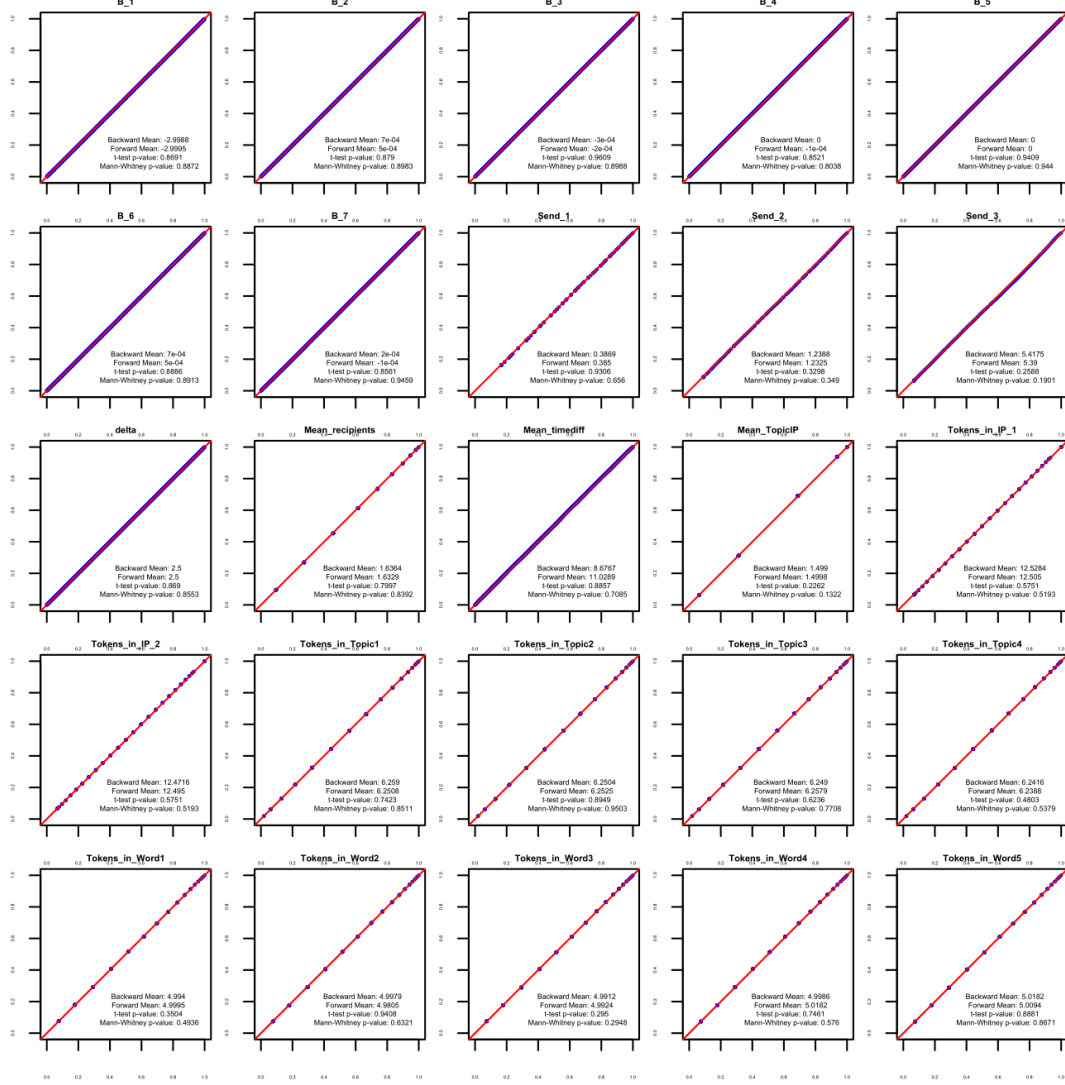 B_1
Backward Mean: -2.9988
Forward Mean: -2.9995
t-test p-value: 0.8691
Mann-Whitney p-value: 0.8872
B_2
Backward Mean: 7e-04
Forward Mean: 5e-04
t-test p-value: 0.879
Mann-Whitney p-value: 0.8983
B_3
Backward Mean: -3e-04
Forward Mean: -2e-04
t-test p-value: 0.9609
Mann-Whitney p-value: 0.8988
B_4
Backward Mean: 0
Forward Mean: -1e-04
t-test p-value: 0.8521
Mann-Whitney p-value: 0.8038
B_5
Backward Mean: 0
Forward Mean: 0
t-test p-value: 0.9409
Mann-Whitney p-value: 0.944
B_6
Backward Mean: 7e-04
Forward Mean: 5e-04
t-test p-value: 0.8886
Mann-Whitney p-value: 0.8913
B_7
Backward Mean: 2e-04
Forward Mean: -1e-04
t-test p-value: 0.8561
Mann-Whitney p-value: 0.9459
Send_1
Backward Mean: 0.3869
Forward Mean: 0.385
t-test p-value: 0.9306
Mann-Whitney p-value: 0.656
Send_2
Backward Mean: 1.2388
Forward Mean: 1.2325
t-test p-value: 0.3298
Mann-Whitney p-value: 0.349
Send_3
Backward Mean: 5.4175
Forward Mean: 5.39
t-test p-value: 0.2588
Mann-Whitney p-value: 0.1901
delta
Backward Mean: 2.5
Forward Mean: 2.5
t-test p-value: 0.869
Mann-Whitney p-value: 0.8553
Mean_recipients
Backward Mean: 1.6364
Forward Mean: 1.6329
t-test p-value: 0.7997
Mann-Whitney p-value: 0.8392
Mean_timediff
Backward Mean: 8.6767
Forward Mean: 11.0289
t-test p-value: 0.8857
Mann-Whitney p-value: 0.7085
Mean_TopicIP
Backward Mean: 1.499
Forward Mean: 1.4998
t-test p-value: 0.2262
Mann-Whitney p-value: 0.1322
Tokens_in_IP_1
Backward Mean: 12.5284
Forward Mean: 12.505
t-test p-value: 0.5751
Mann-Whitney p-value: 0.5193
Tokens_in_IP_2
Backward Mean: 12.4716
Forward Mean: 12.495
t-test p-value: 0.5751
Mann-Whitney p-value: 0.5193
Tokens_in_Topic1
Backward Mean: 6.259
Forward Mean: 6.2508
t-test p-value: 0.7423
Mann-Whitney p-value: 0.8511
Tokens_in_Topic2
Backward Mean: 6.2504
Forward Mean: 6.2525
t-test p-value: 0.8949
Mann-Whitney p-value: 0.9503
Tokens_in_Topic3
Backward Mean: 6.249
Forward Mean: 6.2579
t-test p-value: 0.6236
Mann-Whitney p-value: 0.7708
Tokens_in_Topic4
Backward Mean: 6.2416
Forward Mean: 6.2388
t-test p-value: 0.4803
Mann-Whitney p-value: 0.5379
Tokens_in_Word1
Backward Mean: 4.994
Forward Mean: 4.9995
t-test p-value: 0.3504
Mann-Whitney p-value: 0.4936
Tokens_in_Word2
Backward Mean: 4.9979
Forward Mean: 4.9805
t-test p-value: 0.9408
Mann-Whitney p-value: 0.6321
Tokens_in_Word3
Backward Mean: 4.9912
Forward Mean: 4.9924
t-test p-value: 0.295
Mann-Whitney p-value: 0.2948
Tokens_in_Word4
Backward Mean: 4.9986
Forward Mean: 5.0182
t-test p-value: 0.7461
Mann-Whitney p-value: 0.576
Tokens_in_Word5
Backward Mean: 5.0182
Forward Mean: 5.0094
t-test p-value: 0.8881
Mann-Whitney p-value: 0.8671
0.0 0.2 0.4 0.6 0.8 1.0